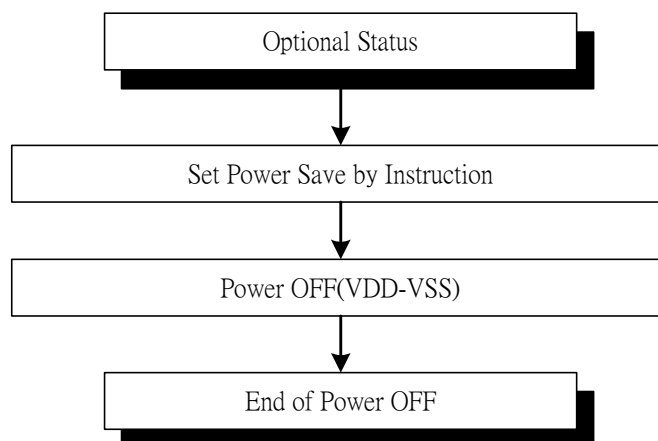 Optional Status
Set Power Save by Instruction
Power OFF(VDD-VSS)
End of Power OFF